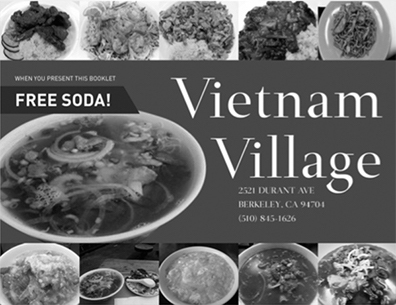 WHEN YOU PRESENT THIS BOOKLET
FREE SODA!
Vietnam
Village
2521 DURANT AVE
BERKELEY, CA 94704
(510) 845-1626